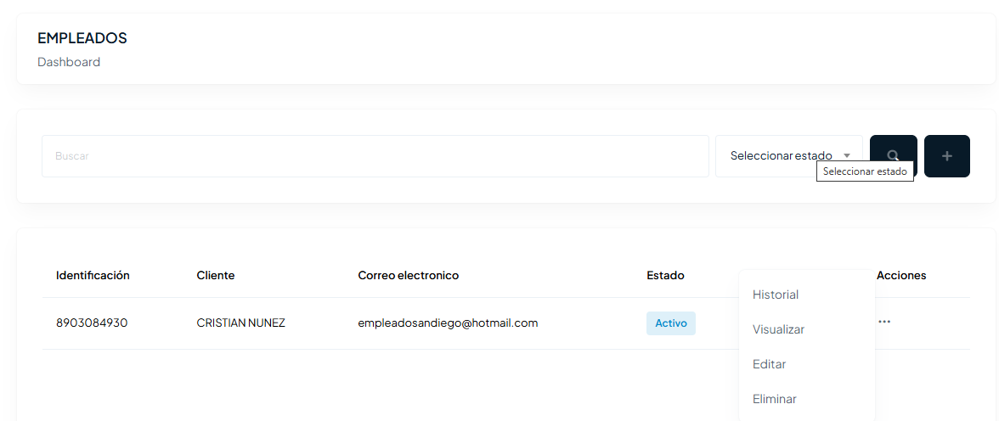 EMPLEADOS
Dashboard
Buscar
Seleccionar estado
Seleccionar estado
Identificación Cliente Correo electronico Estado Acciones
8903084930 CRISTIAN NUNEZ empleadosandiego@hotmail.com Activo ...
Historial
Visualizar
Editar
Eliminar